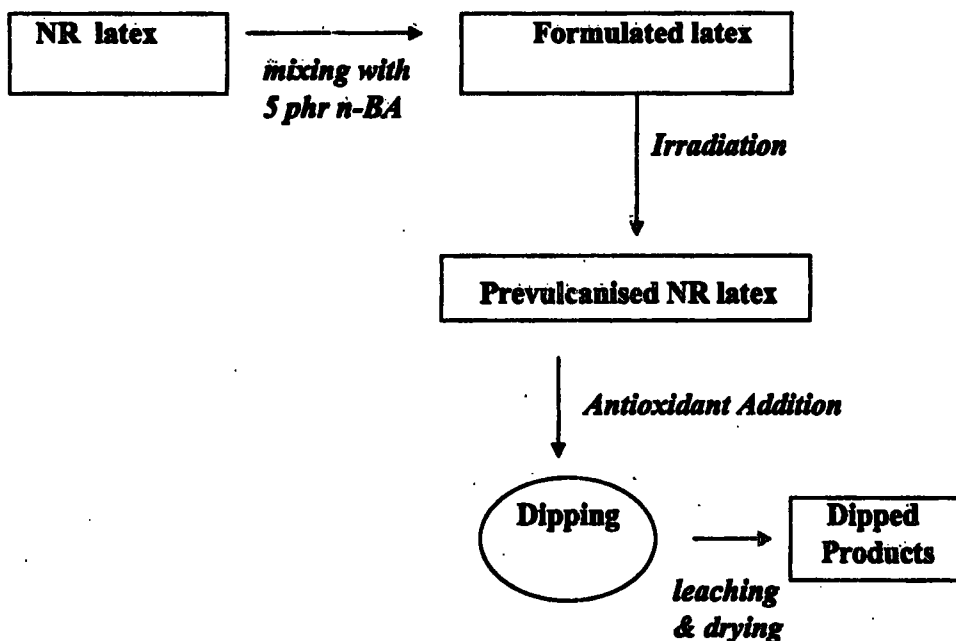 NR latex
Formulated latex
mixing with
5 phr n-BA
Irradiation
Prevulcanised NR latex
Antioxidant Addition
Dipping
Dipped
Products
leaching
& drying